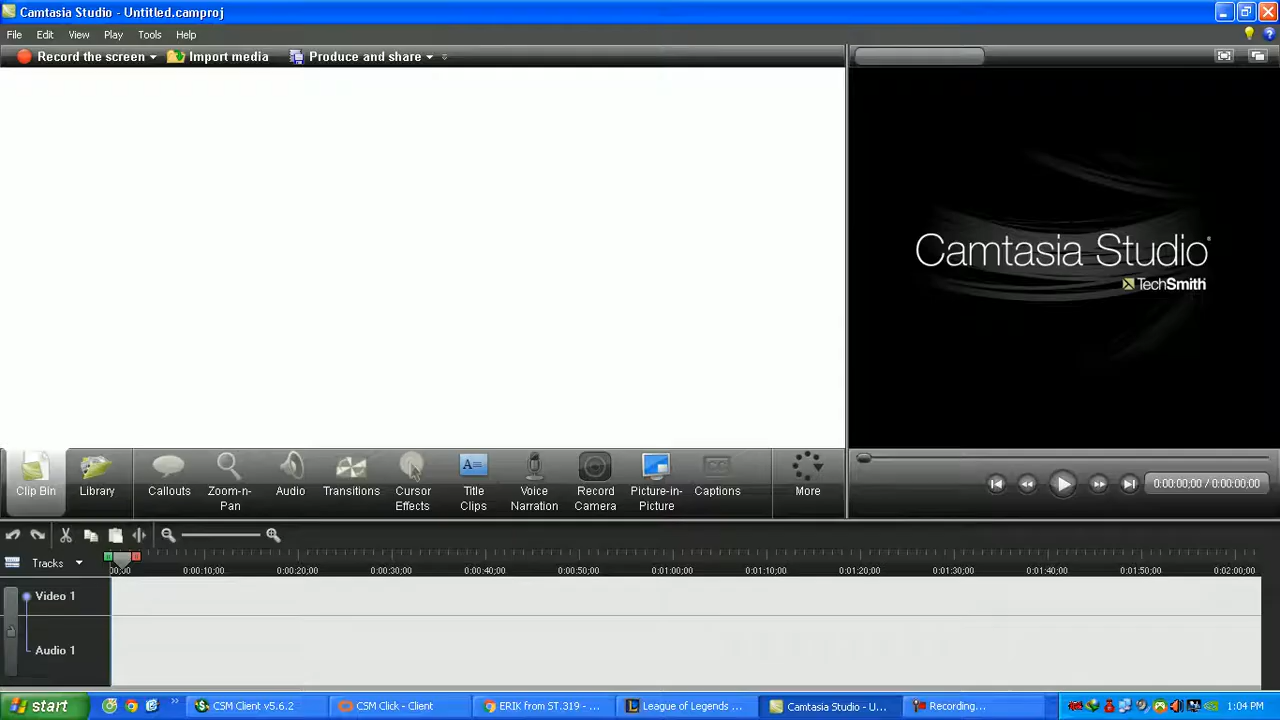 Camtasia Studio - Untitled.camproj
File Edit View Play Tools Help
Record the screen Import media Produce and share
Camtasia Studio
TechSmith
Clip Bin Library Callouts Zoom-n-Pan Audio Transitions Cursor Effects Title Clips Voice Narration Record Camera Picture-in-Picture Captions More
0:00:00;00 / 0:00:00;00
Tracks 00;00 0:00:10;00 0:00:20;00 0:00:30;00 0:00:40;00 0:00:50;00 0:01:00;00 0:01:10;00 0:01:20;00 0:01:30;00 0:01:40;00 0:01:50;00 0:02:00;00
Video 1
Audio 1
start CSM Client v5.6.2 CSM Click - Client ERIK from ST.319 - ... League of Legends ... Camtasia Studio - U... Recording... 1:04 PM